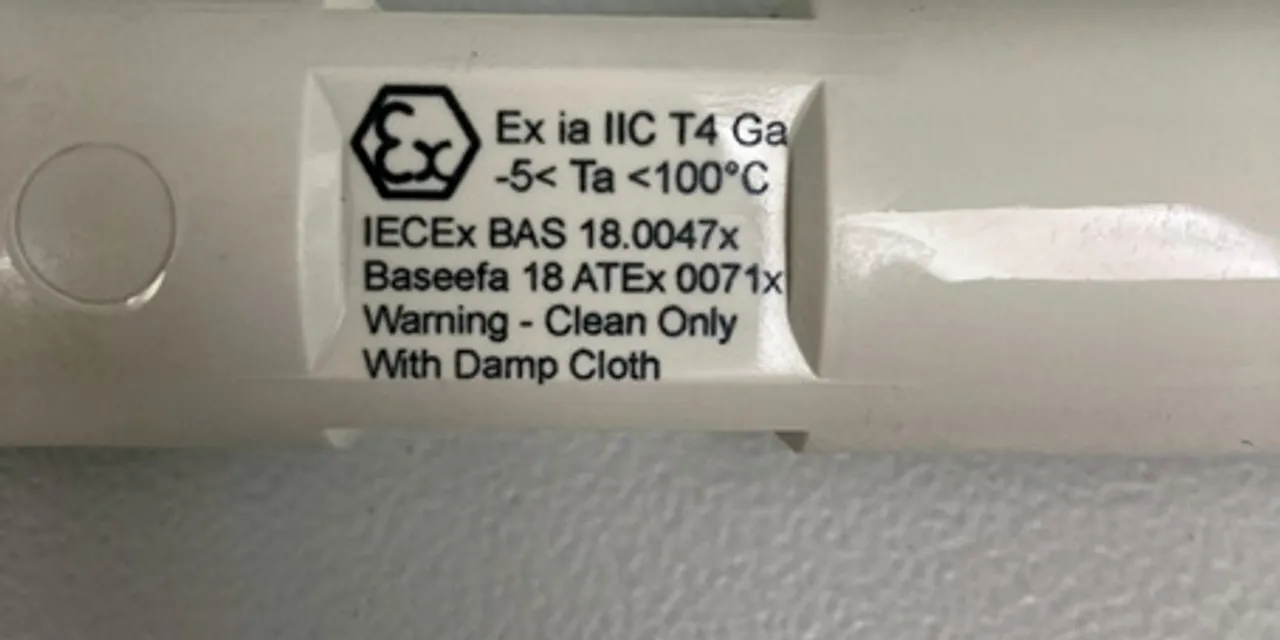 Ex Ex ia IIC T4 Ga
-5< Ta <100°C
IECEx BAS 18.0047x
Baseefa 18 ATEx 0071x
Warning - Clean Only
With Damp Cloth